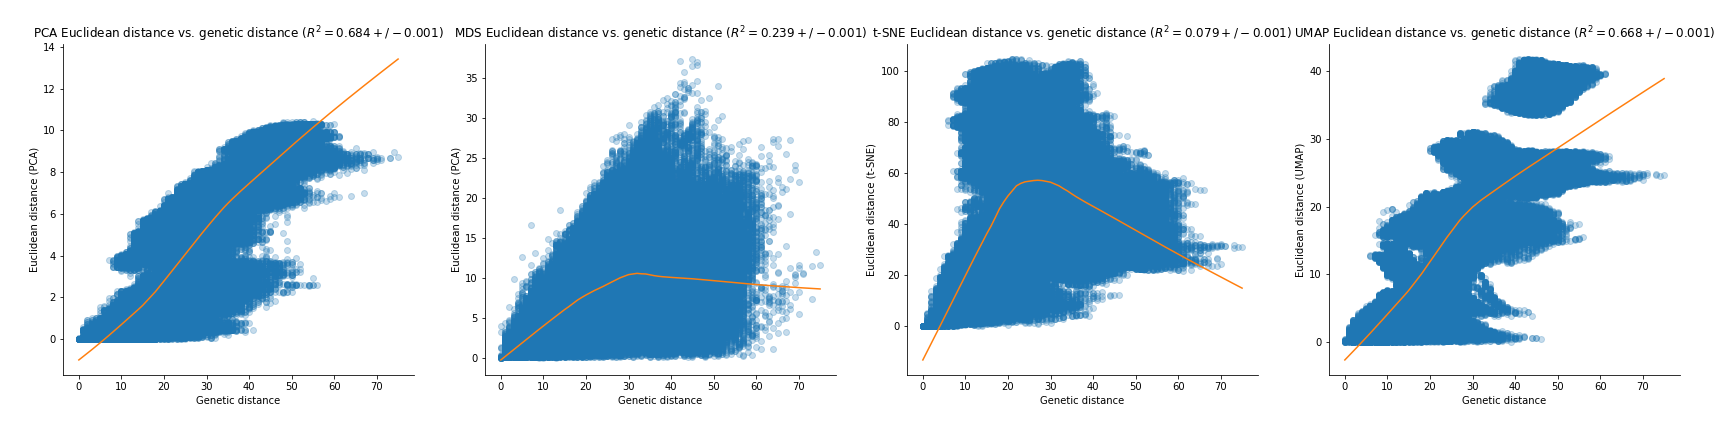 PCA Euclidean distance vs. genetic distance (R² = 0.684 +/− 0.001)
14
12
10
8
6
4
2
0
Euclidean distance (PCA)
0 10 20 30 40 50 60 70
Genetic distance
MDS Euclidean distance vs. genetic distance (R² = 0.239 +/− 0.001)
35
30
25
20
15
10
5
0
Euclidean distance (PCA)
0 10 20 30 40 50 60 70
Genetic distance
t-SNE Euclidean distance vs. genetic distance (R² = 0.079 +/− 0.001)
100
80
60
40
20
0
Euclidean distance (t-SNE)
0 10 20 30 40 50 60 70
Genetic distance
UMAP Euclidean distance vs. genetic distance (R² = 0.668 +/− 0.001)
40
30
20
10
0
Euclidean distance (UMAP)
0 10 20 30 40 50 60 70
Genetic distance